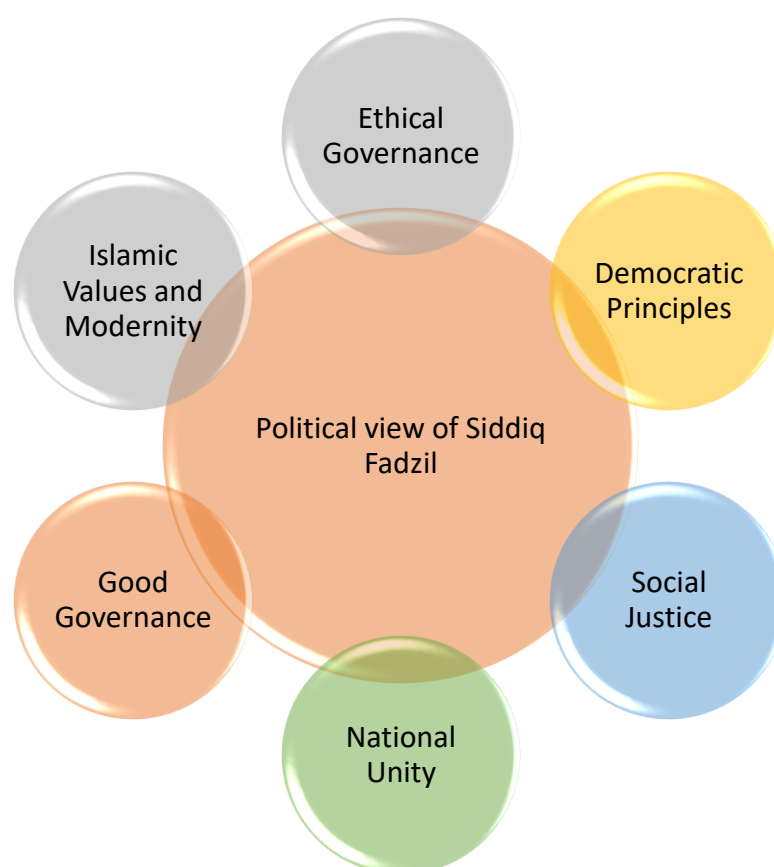 Ethical
Governance
Democratic
Principles
Social
Justice
National
Unity
Good
Governance
Islamic
Values and
Modernity
Political view of Siddiq
Fadzil